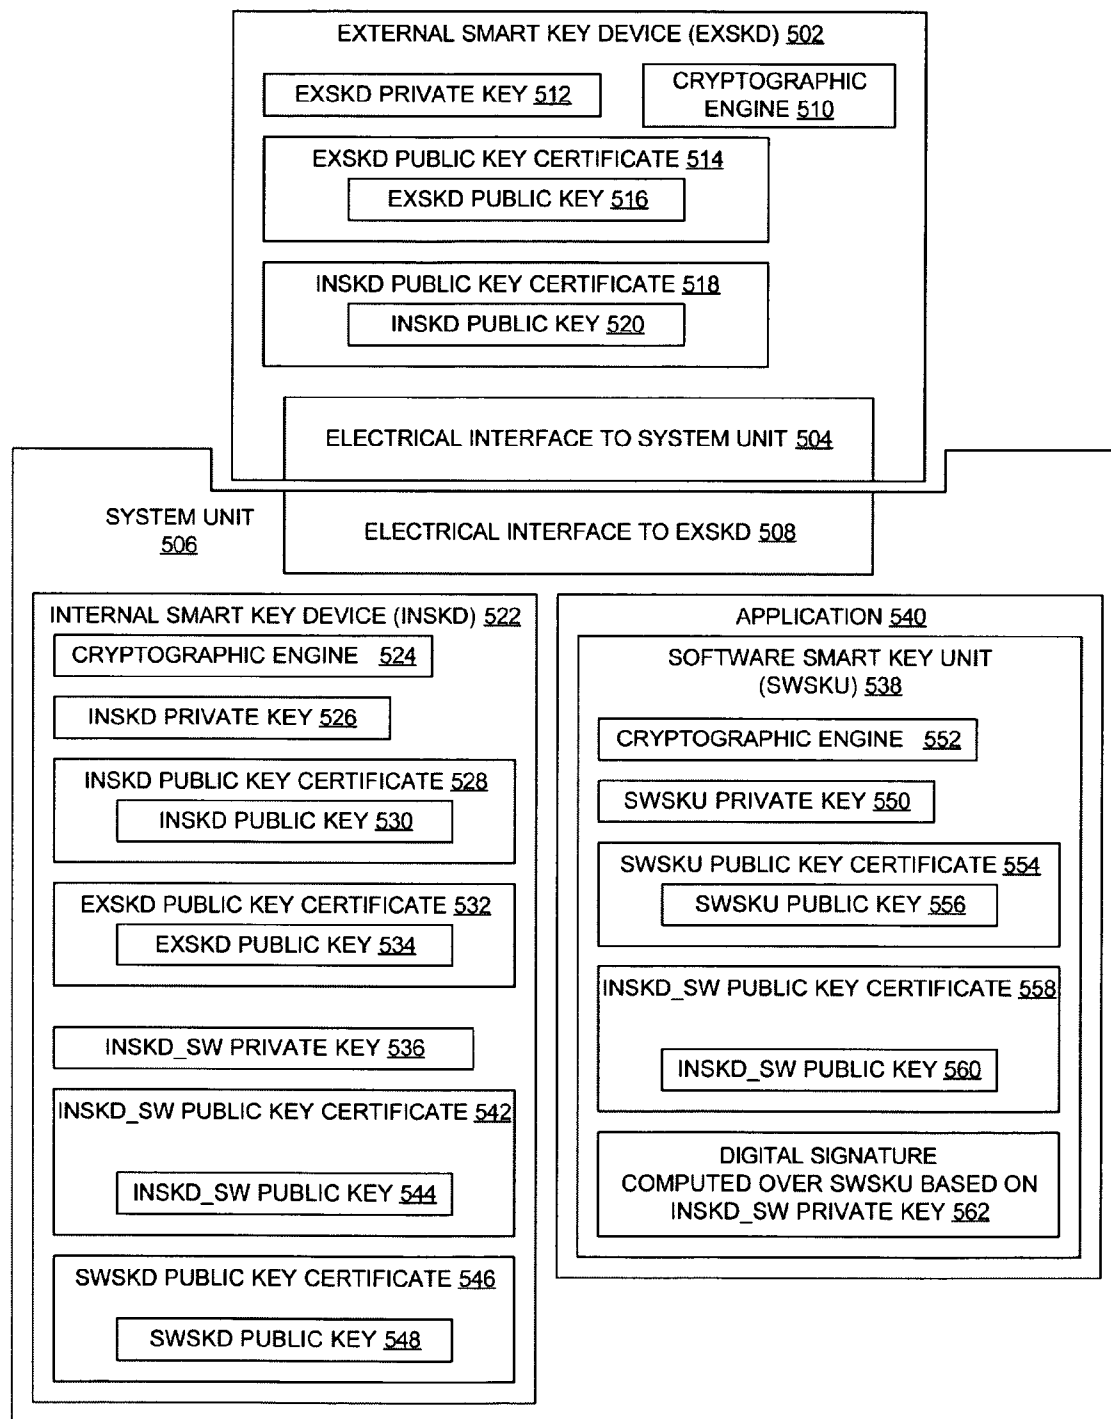 EXTERNAL SMART KEY DEVICE (EXSKD) 502
EXSKD PRIVATE KEY 512
CRYPTOGRAPHIC
ENGINE 510
EXSKD PUBLIC KEY CERTIFICATE 514
EXSKD PUBLIC KEY 516
INSKD PUBLIC KEY CERTIFICATE 518
INSKD PUBLIC KEY 520
ELECTRICAL INTERFACE TO SYSTEM UNIT 504
SYSTEM UNIT
506
ELECTRICAL INTERFACE TO EXSKD 508
INTERNAL SMART KEY DEVICE (INSKD) 522
CRYPTOGRAPHIC ENGINE 524
INSKD PRIVATE KEY 526
INSKD PUBLIC KEY CERTIFICATE 528
INSKD PUBLIC KEY 530
EXSKD PUBLIC KEY CERTIFICATE 532
EXSKD PUBLIC KEY 534
INSKD_SW PRIVATE KEY 536
INSKD_SW PUBLIC KEY CERTIFICATE 542
INSKD_SW PUBLIC KEY 544
SWSKD PUBLIC KEY CERTIFICATE 546
SWSKD PUBLIC KEY 548
APPLICATION 540
SOFTWARE SMART KEY UNIT
(SWSKU) 538
CRYPTOGRAPHIC ENGINE 552
SWSKU PRIVATE KEY 550
SWSKU PUBLIC KEY CERTIFICATE 554
SWSKU PUBLIC KEY 556
INSKD_SW PUBLIC KEY CERTIFICATE 558
INSKD_SW PUBLIC KEY 560
DIGITAL SIGNATURE
COMPUTED OVER SWSKU BASED ON
INSKD_SW PRIVATE KEY 562